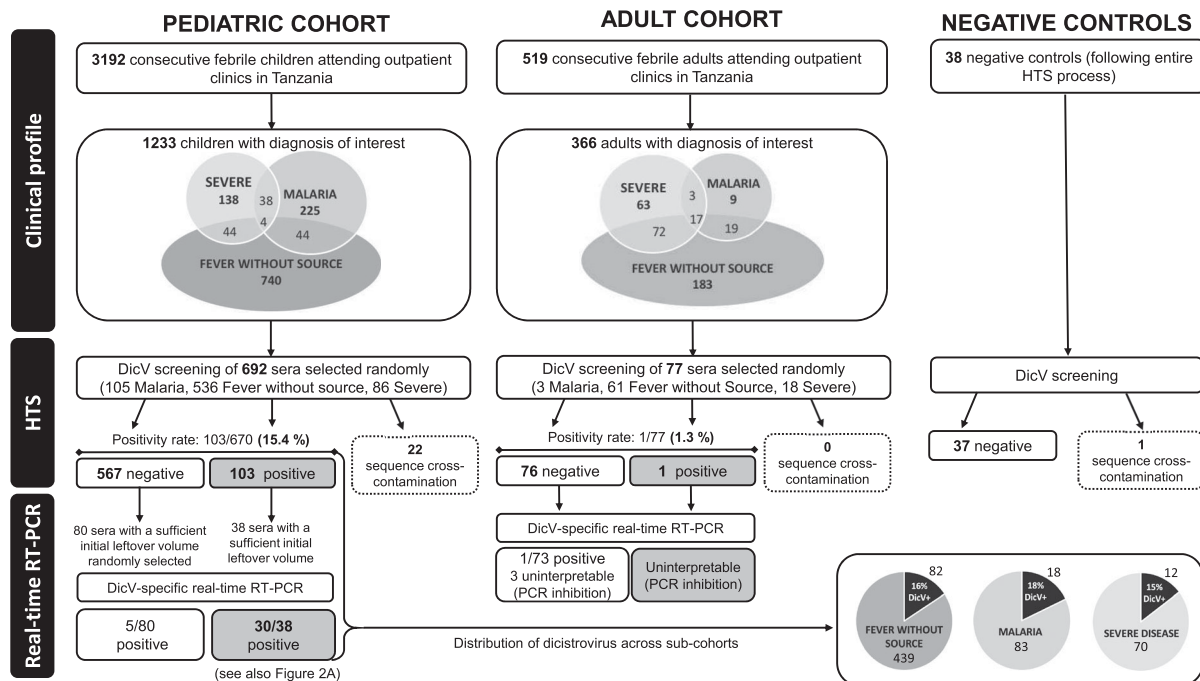 PEDIATRIC COHORT
ADULT COHORT
NEGATIVE CONTROLS
Clinical profile
3192 consecutive febrile children attending outpatient
clinics in Tanzania
519 consecutive febrile adults attending outpatient
clinics in Tanzania
38 negative controls (following entire
HTS process)
1233 children with diagnosis of interest
SEVERE
138
38
MALARIA
225
4
44
44
FEVER WITHOUT SOURCE
740
366 adults with diagnosis of interest
SEVERE
63
3
MALARIA
9
17
72
19
FEVER WITHOUT SOURCE
183
HTS
DicV screening of 692 sera selected randomly
(105 Malaria, 536 Fever without source, 86 Severe)
DicV screening of 77 sera selected randomly
(3 Malaria, 61 Fever without Source, 18 Severe)
DicV screening
Positivity rate: 103/670 (15.4 %)
567 negative
103 positive
22
sequence cross-
contamination
Positivity rate: 1/77 (1.3 %)
76 negative
1 positive
0
sequence cross-
contamination
37 negative
1
sequence cross-
contamination
Real-time RT-PCR
80 sera with a sufficient
initial leftover volume
randomly selected
38 sera with a
sufficient initial
leftover volume
DicV-specific real-time RT-PCR
5/80
positive
30/38
positive
(see also Figure 2A)
DicV-specific real-time RT-PCR
1/73 positive
3 uninterpretable
(PCR inhibition)
Uninterpretable
(PCR inhibition)
Distribution of dicistrovirus across sub-cohorts
82
16%
DicV+
FEVER WITHOUT
SOURCE
439
18
18%
DicV+
MALARIA
83
12
15%
DicV+
SEVERE DISEASE
70